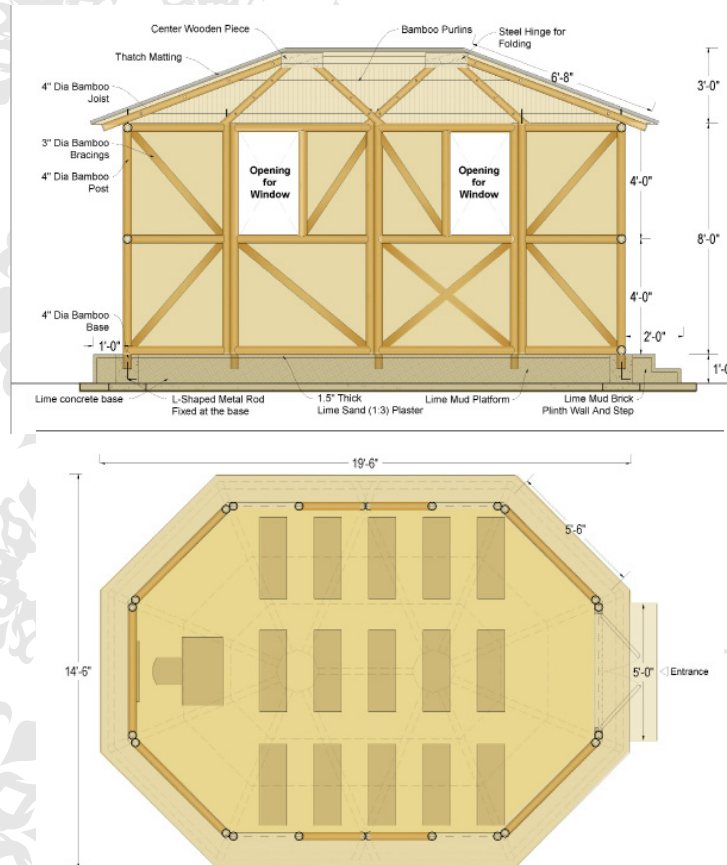 Center Wooden Piece
Bamboo Purlins
Steel Hinge for
Folding
Thatch Matting
6'-8"
3'-0"
4" Dia Bamboo
Joist
3" Dia Bamboo
Bracings
4" Dia Bamboo
Post
Opening
for
Window
Opening
for
Window
4'-0"
8'-0"
4'-0"
4" Dia Bamboo
Base
1'-0"
2'-0"
Lime concrete base
L-Shaped Metal Rod
Fixed at the base
1.5" Thick
Lime Sand (1:3) Plaster
Lime Mud Platform
Lime Mud Brick
Plinth Wall And Step
19'-6"
5'-6"
14'-6"
5'-0"
Entrance